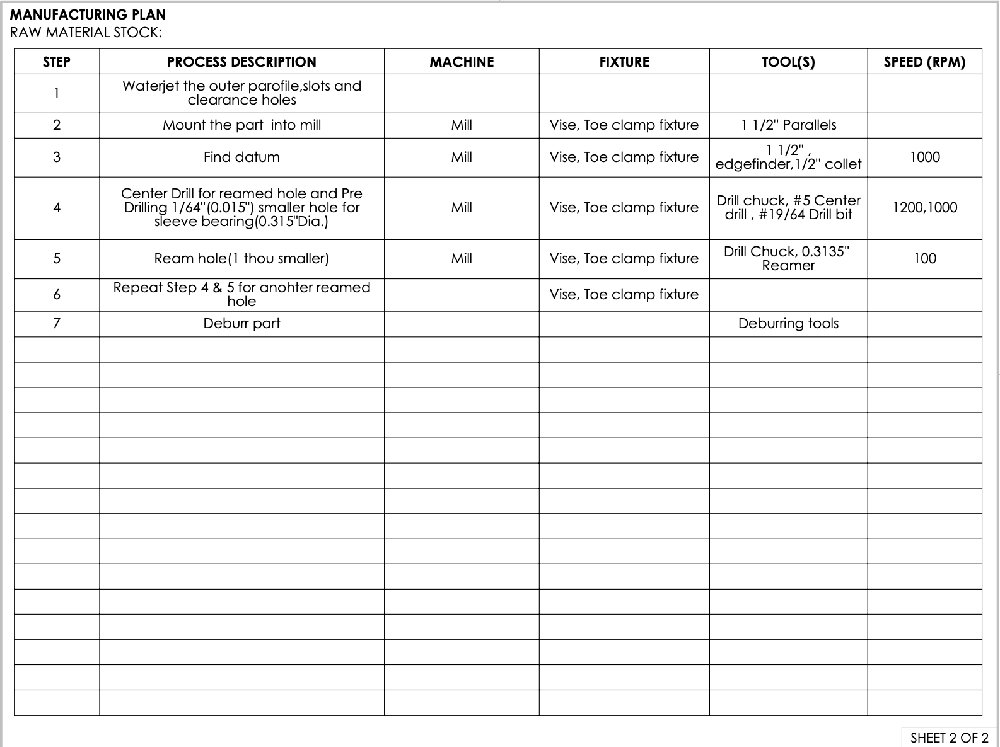 MANUFACTURING PLAN
RAW MATERIAL STOCK:
STEP PROCESS DESCRIPTION MACHINE FIXTURE TOOL(S) SPEED (RPM)
1
Waterjet the outer parofile,slots and
clearance holes
2 Mount the part into mill Mill Vise, Toe clamp fixture 1 1/2" Parallels
3 Find datum Mill Vise, Toe clamp fixture
1 1/2" ,
edgefinder,1/2" collet
1000
4
Center Drill for reamed hole and Pre
Drilling 1/64"(0.015") smaller hole for
sleeve bearing(0.315"Dia.)
Mill Vise, Toe clamp fixture
Drill chuck, #5 Center
drill , #19/64 Drill bit
1200,1000
5 Ream hole(1 thou smaller) Mill Vise, Toe clamp fixture
Drill Chuck, 0.3135"
Reamer
100
6
Repeat Step 4 & 5 for anohter reamed
hole
Vise, Toe clamp fixture
7 Deburr part Deburring tools
SHEET 2 OF 2